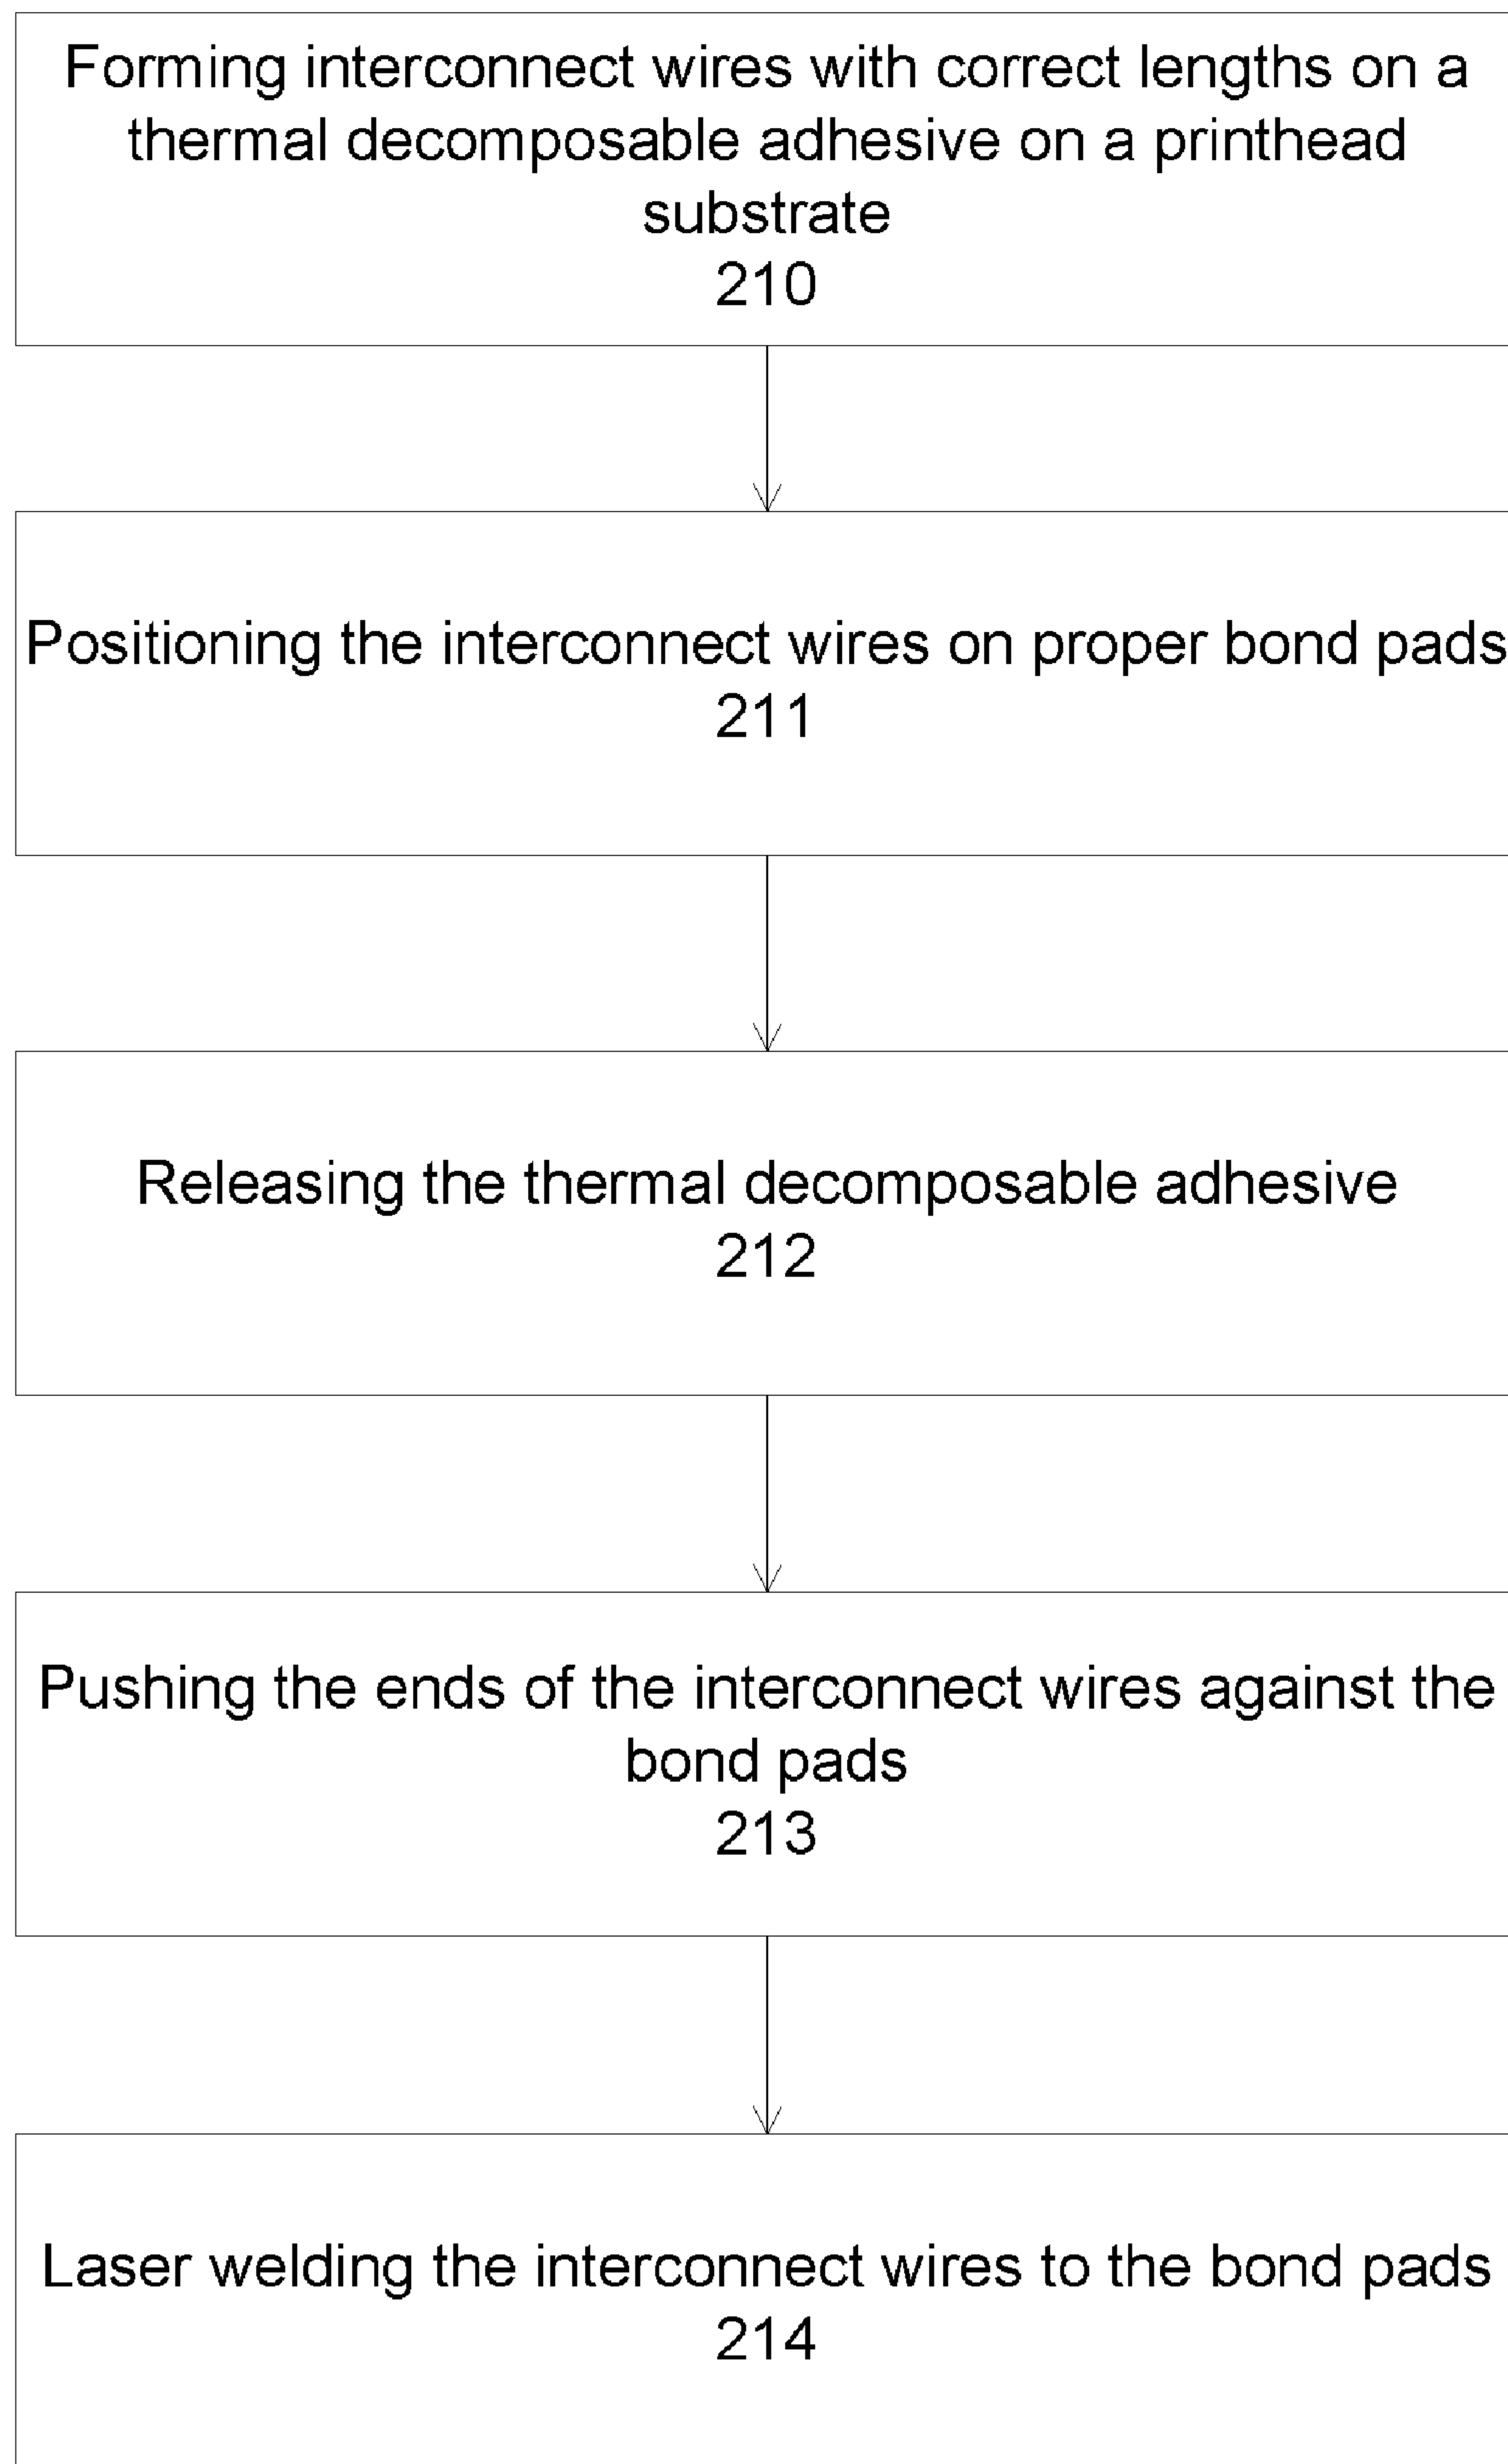 Forming interconnect wires with correct lengths on a
thermal decomposable adhesive on a printhead
substrate
210
Positioning the interconnect wires on proper bond pads
211
Releasing the thermal decomposable adhesive
212
Pushing the ends of the interconnect wires against the
bond pads
213
Laser welding the interconnect wires to the bond pads
214